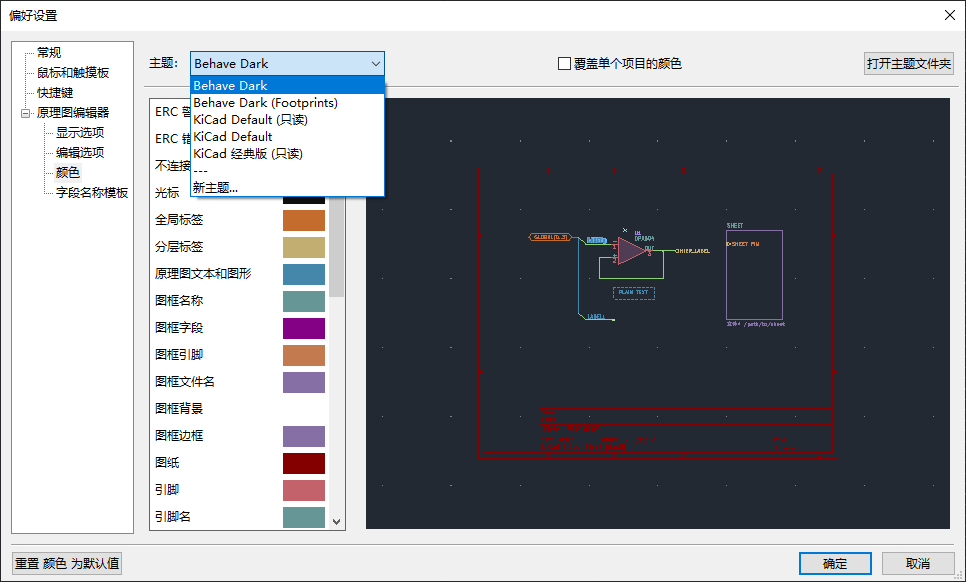 偏好设置
常规
鼠标和触摸板
快捷键
原理图编辑器
显示选项
编辑选项
颜色
字段名称模板
主题:
Behave Dark
覆盖单个项目的颜色
打开主题文件夹
Behave Dark
Behave Dark (Footprints)
KiCad Default (只读)
KiCad Default
KiCad 经典版 (只读)
---
新主题...
ERC
ERC
不连接
光标
全局标签
分层标签
原理图文本和图形
图框名称
图框字段
图框引脚
图框文件名
图框背景
图框边框
图纸
引脚
引脚名
GLOBAL[0..3]
OUT
HIER_LABEL
PLAIN TEXT
SHEET
SHEET PIN
文件: /path/to/sheet
重置 颜色 为默认值
确定
取消